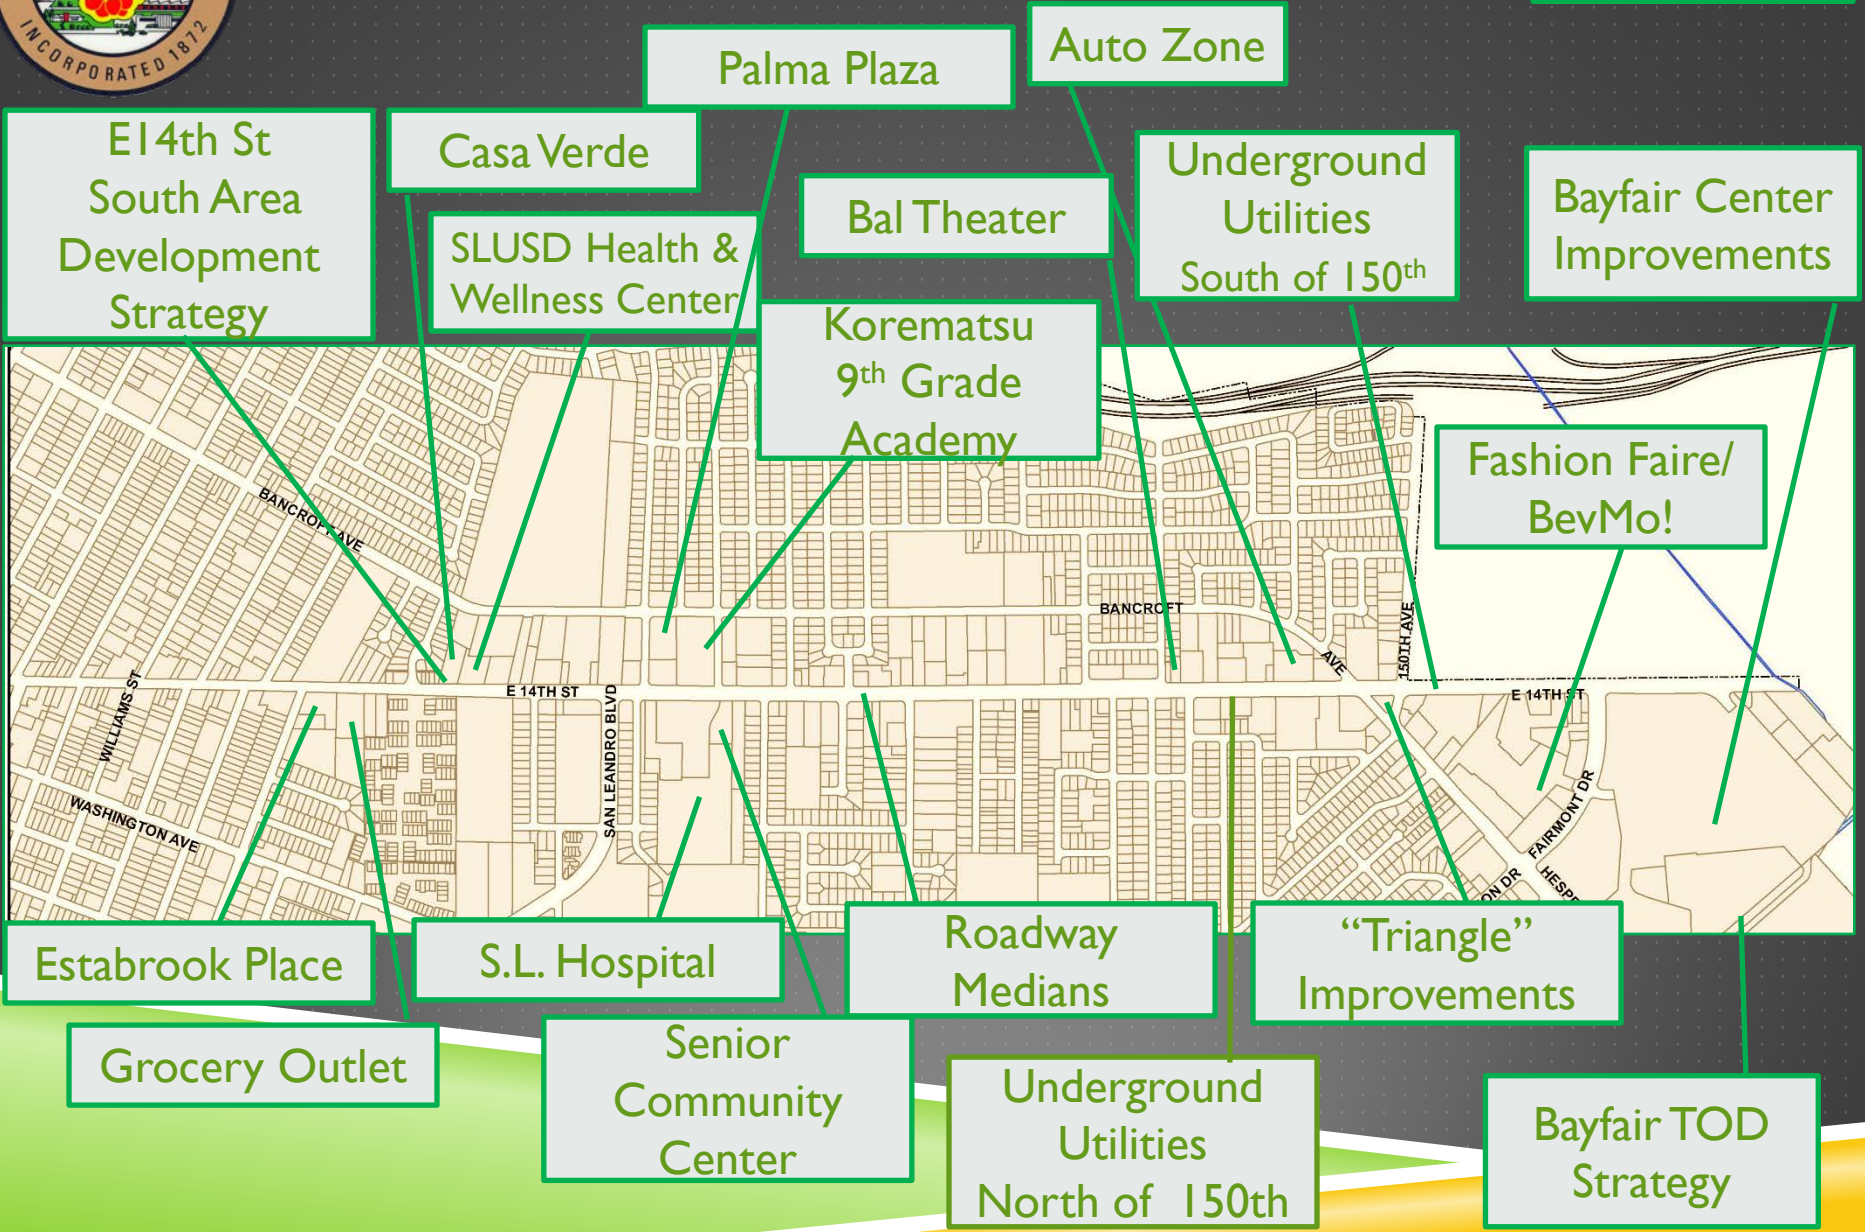 INCORPORATED 1872
Palma Plaza
Auto Zone
E14th St
South Area
Development
Strategy
Casa Verde
SLUSD Health &
Wellness Center
Bal Theater
Underground
Utilities
South of 150th
Bayfair Center
Improvements
Korematsu
9th Grade
Academy
Fashion Faire/
BevMo!
BANCROFT AVE
BANCROFT
AVE
150TH AVE
WILLIAMS ST
E 14TH ST
SAN LEANDRO BLVD
E 14TH ST
WASHINGTON AVE
FAIRMONT DR
DR
Estabrook Place
S.L. Hospital
Roadway
Medians
“Triangle”
Improvements
Grocery Outlet
Senior
Community
Center
Underground
Utilities
North of 150th
Bayfair TOD
Strategy